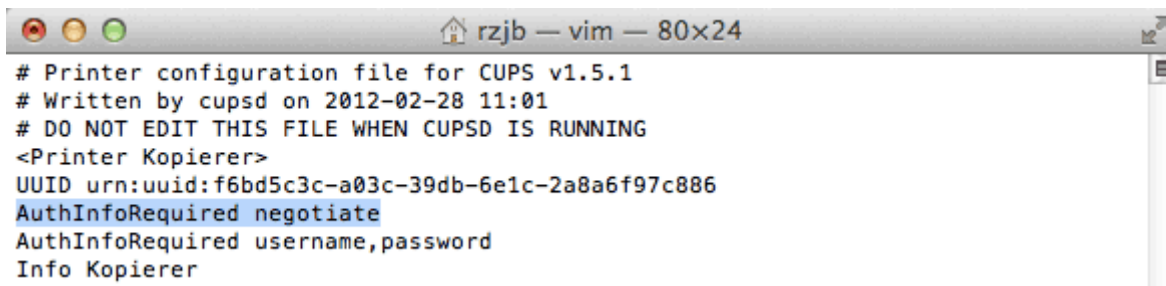 rzjb — vim — 80×24
# Printer configuration file for CUPS v1.5.1
# Written by cupsd on 2012-02-28 11:01
# DO NOT EDIT THIS FILE WHEN CUPSD IS RUNNING
<Printer Kopierer>
UUID urn:uuid:f6bd5c3c-a03c-39db-6e1c-2a8a6f97c886
AuthInfoRequired negotiate
AuthInfoRequired username,password
Info Kopierer